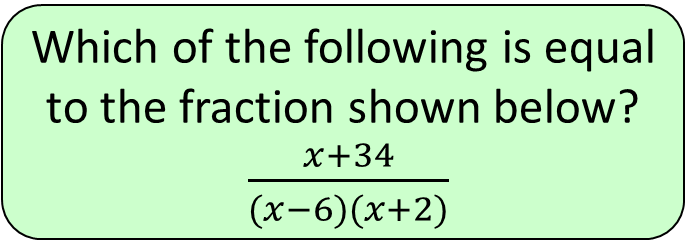 Which of the following is equal
to the fraction shown below?
x+34
(x−6)(x+2)